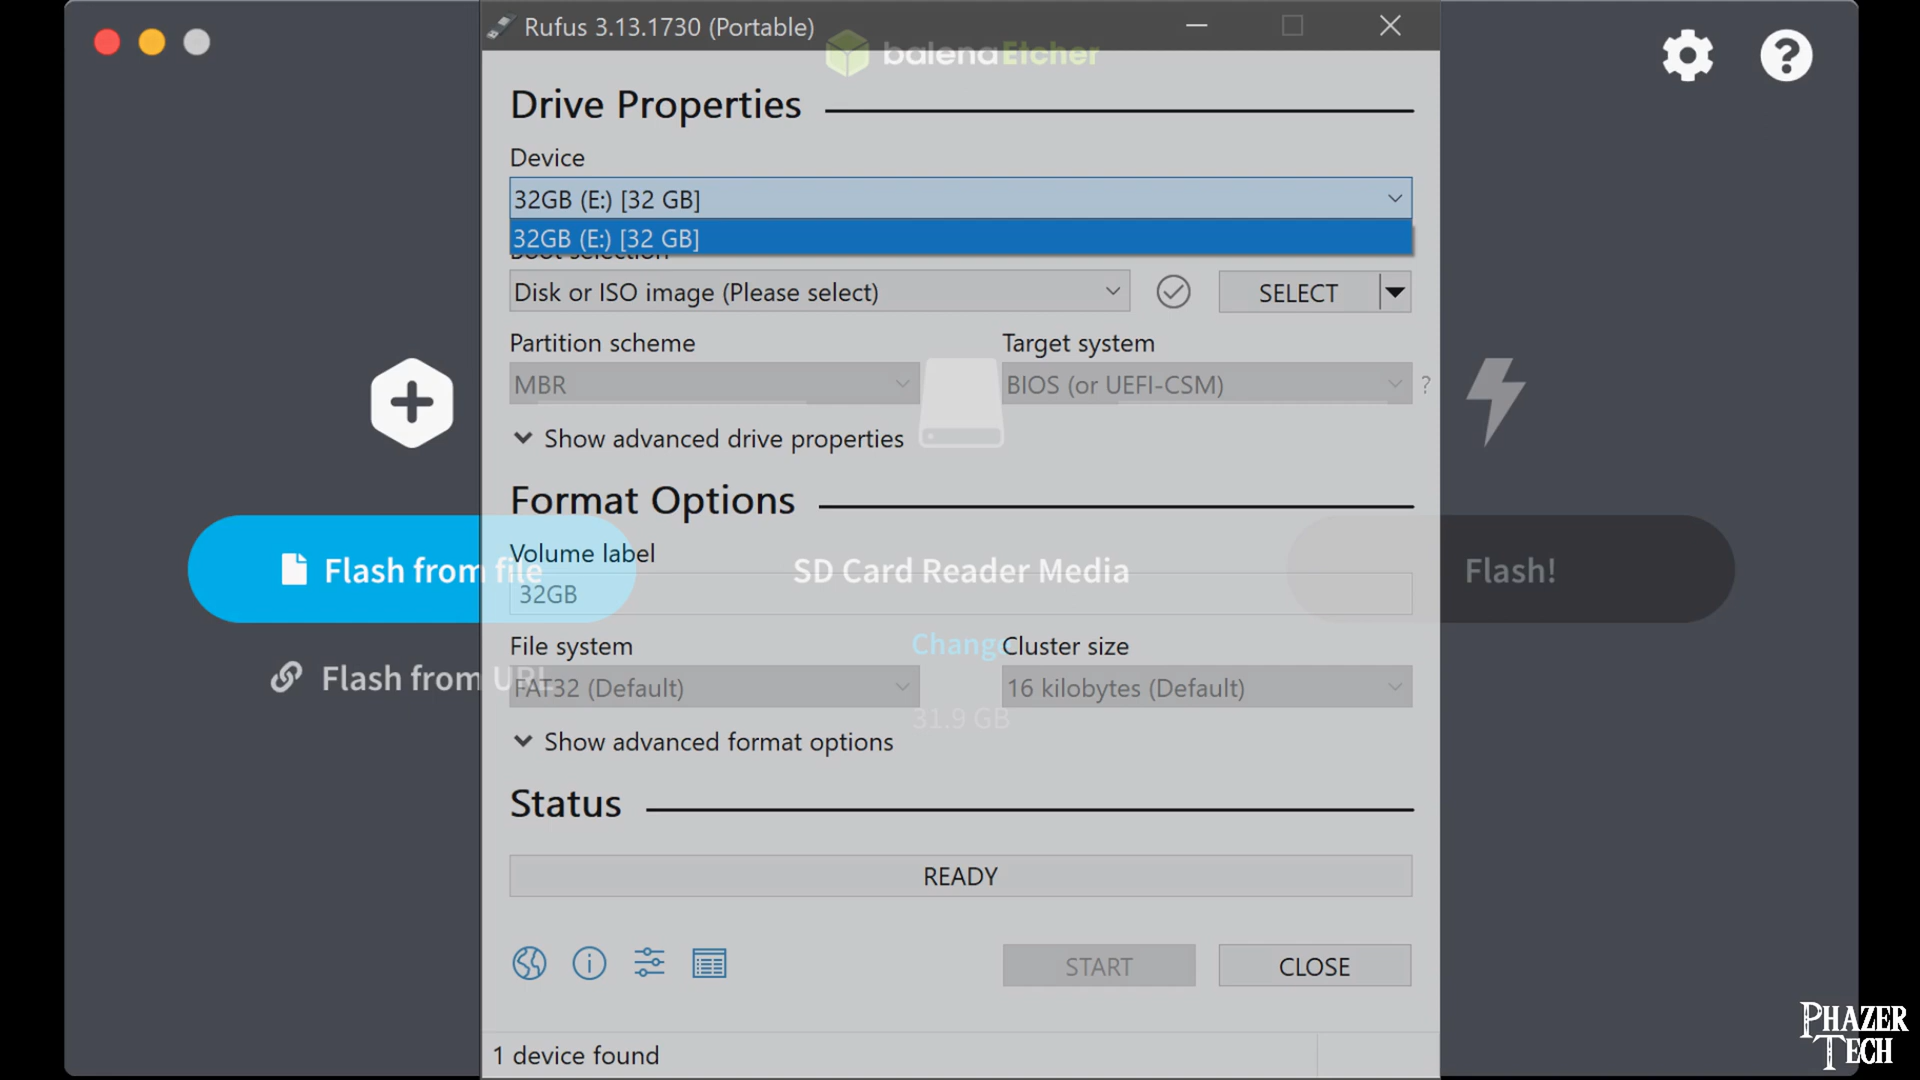 Rufus 3.13.1730 (Portable)
balenaEtcher
Drive Properties
Device
32GB (E:) [32 GB]
32GB (E:) [32 GB]
Boot selection
Disk or ISO image (Please select)
SELECT
Partition scheme
Target system
MBR
BIOS (or UEFI-CSM)
?
Show advanced drive properties
Format Options
Volume label
Flash from file
SD Card Reader Media
Flash!
32GB
File system
Change
Cluster size
Flash from URL
FAT32 (Default)
16 kilobytes (Default)
31.9 GB
Show advanced format options
Status
READY
START
CLOSE
1 device found
PHAZER
TECH